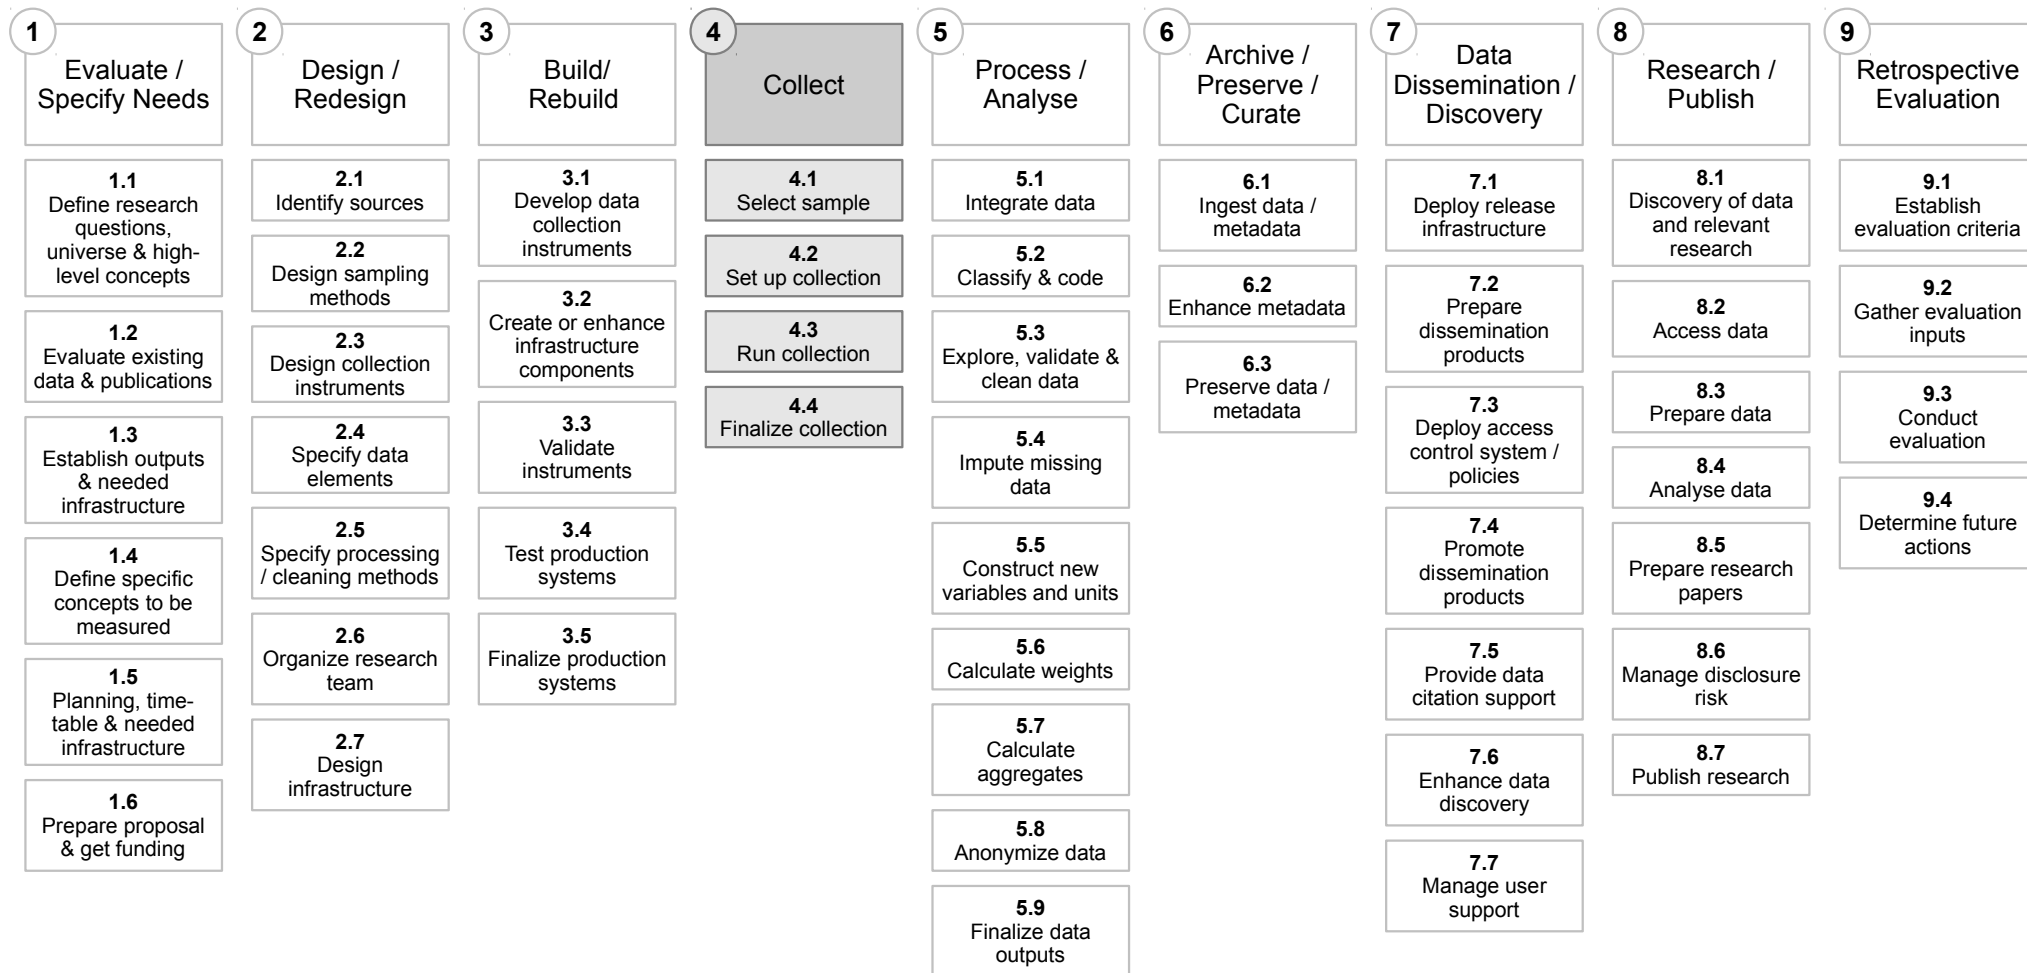 1
Evaluate /
Specify Needs
1.1
Define research
questions,
universe & high-
level concepts
1.2
Evaluate existing
data & publications
1.3
Establish outputs
& needed
infrastructure
1.4
Define specific
concepts to be
measured
1.5
Planning, time-
table & needed
infrastructure
1.6
Prepare proposal
& get funding
2
Design /
Redesign
2.1
Identify sources
2.2
Design sampling
methods
2.3
Design collection
instruments
2.4
Specify data
elements
2.5
Specify processing
/ cleaning methods
2.6
Organize research
team
2.7
Design
infrastructure
3
Build/
Rebuild
3.1
Develop data
collection
instruments
3.2
Create or enhance
infrastructure
components
3.3
Validate
instruments
3.4
Test production
systems
3.5
Finalize production
systems
4
Collect
4.1
Select sample
4.2
Set up collection
4.3
Run collection
4.4
Finalize collection
5
Process /
Analyse
5.1
Integrate data
5.2
Classify & code
5.3
Explore, validate &
clean data
5.4
Impute missing
data
5.5
Construct new
variables and units
5.6
Calculate weights
5.7
Calculate
aggregates
5.8
Anonymize data
5.9
Finalize data
outputs
6
Archive /
Preserve /
Curate
6.1
Ingest data /
metadata
6.2
Enhance metadata
6.3
Preserve data /
metadata
7
Data
Dissemination /
Discovery
7.1
Deploy release
infrastructure
7.2
Prepare
dissemination
products
7.3
Deploy access
control system /
policies
7.4
Promote
dissemination
products
7.5
Provide data
citation support
7.6
Enhance data
discovery
7.7
Manage user
support
8
Research /
Publish
8.1
Discovery of data
and relevant
research
8.2
Access data
8.3
Prepare data
8.4
Analyse data
8.5
Prepare research
papers
8.6
Manage disclosure
risk
8.7
Publish research
9
Retrospective
Evaluation
9.1
Establish
evaluation criteria
9.2
Gather evaluation
inputs
9.3
Conduct
evaluation
9.4
Determine future
actions